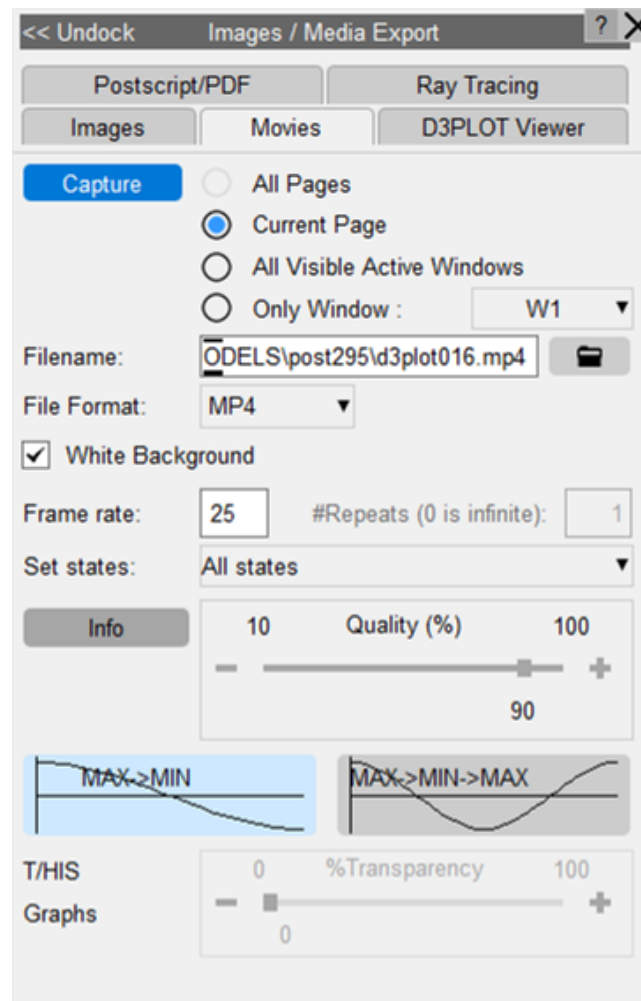 << Undock Images / Media Export ? X
Postscript/PDF Ray Tracing
Images Movies D3PLOT Viewer
Capture All Pages
Current Page
All Visible Active Windows
Only Window : W1
Filename: ODELS\post295\d3plot016.mp4
File Format: MP4
White Background
Frame rate: 25 #Repeats (0 is infinite): 1
Set states: All states
Info 10 Quality (%) 100
90
MAX->MIN MAX->MIN->MAX
T/HIS 0 %Transparency 100
Graphs
0